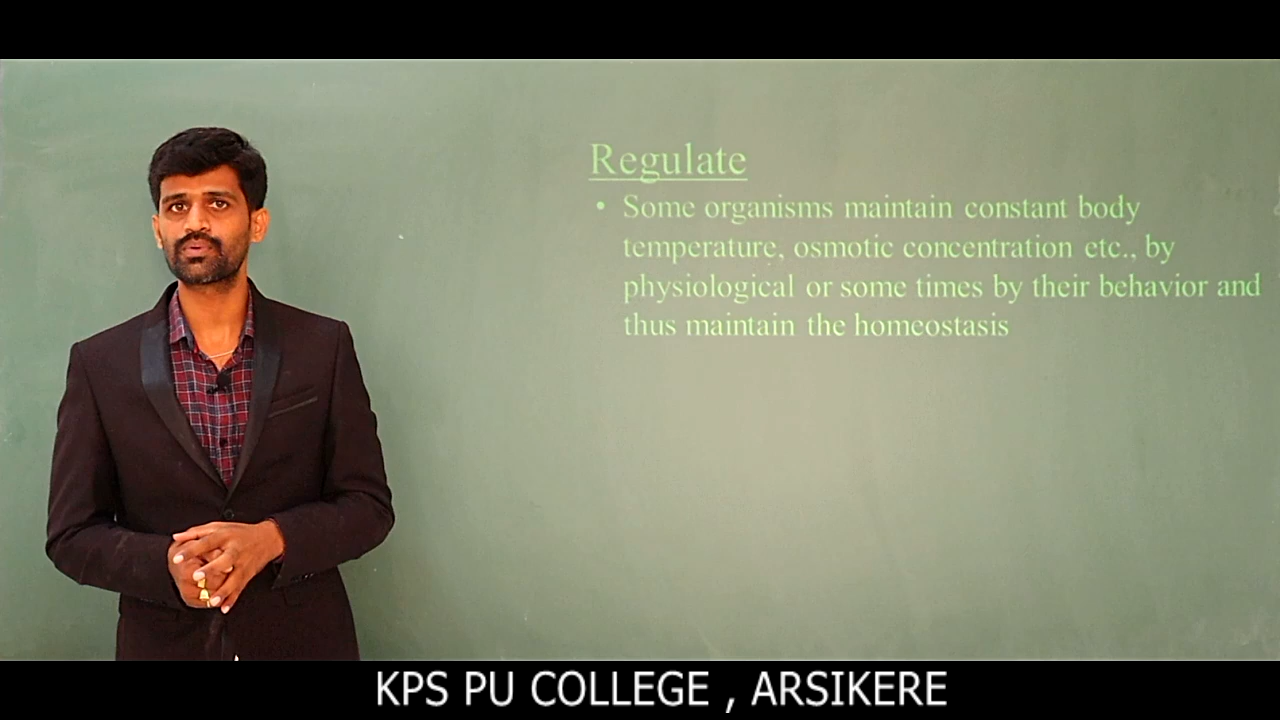 Regulate
• Some organisms maintain constant body
temperature, osmotic concentration etc., by
physiological or some times by their behavior and
thus maintain the homeostasis
KPS PU COLLEGE , ARSIKERE